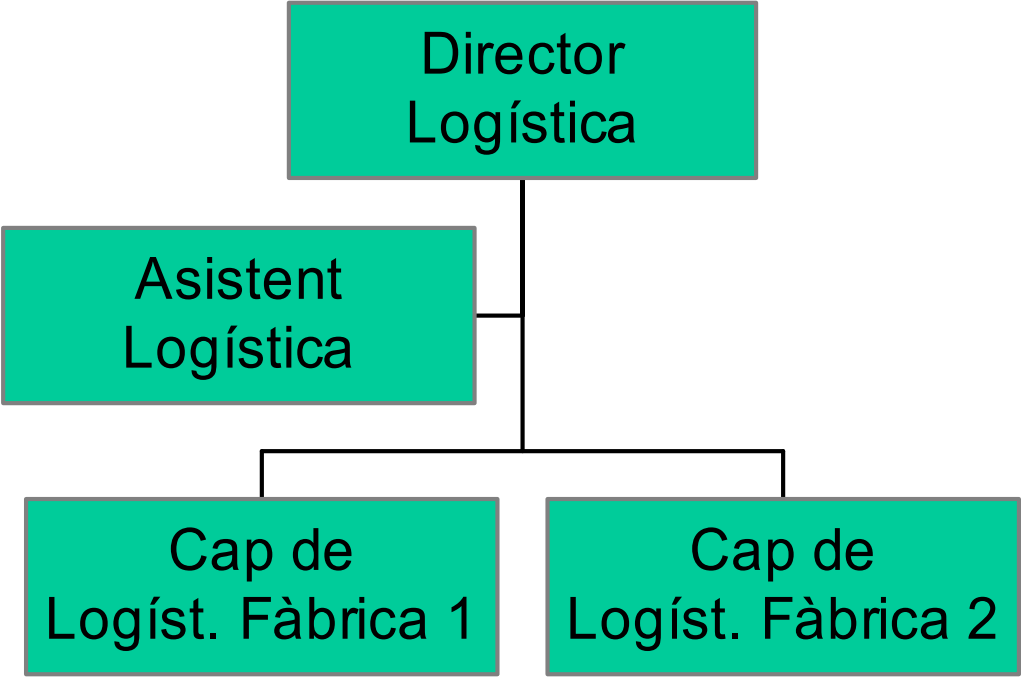 Director
Logística
Asistent
Logística
Cap de
Logíst. Fàbrica 1
Cap de
Logíst. Fàbrica 2